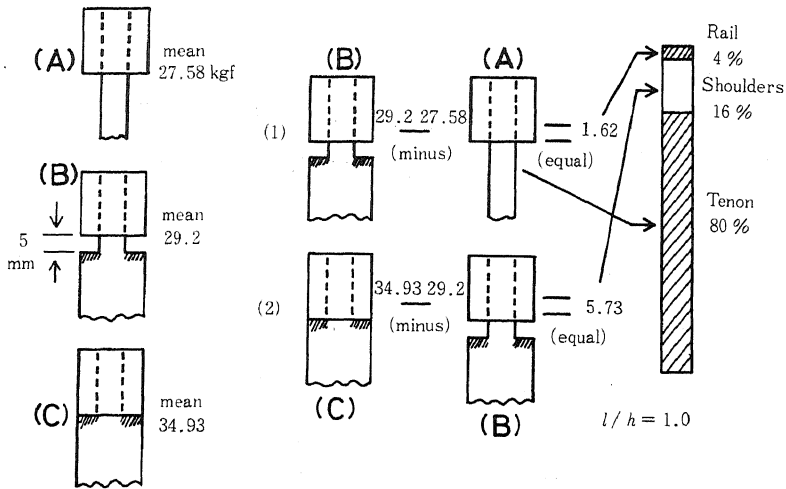 (A)
mean
27.58 kgf
(B)
5
mm
mean
29.2
(C)
mean
34.93
(B)
(A)
(1)
29.2 27.58
(minus)
1.62
(equal)
(2)
34.93 29.2
(minus)
5.73
(equal)
(C)
(B)
Rail
4 %
Shoulders
16 %
Tenon
80 %
l / h = 1.0